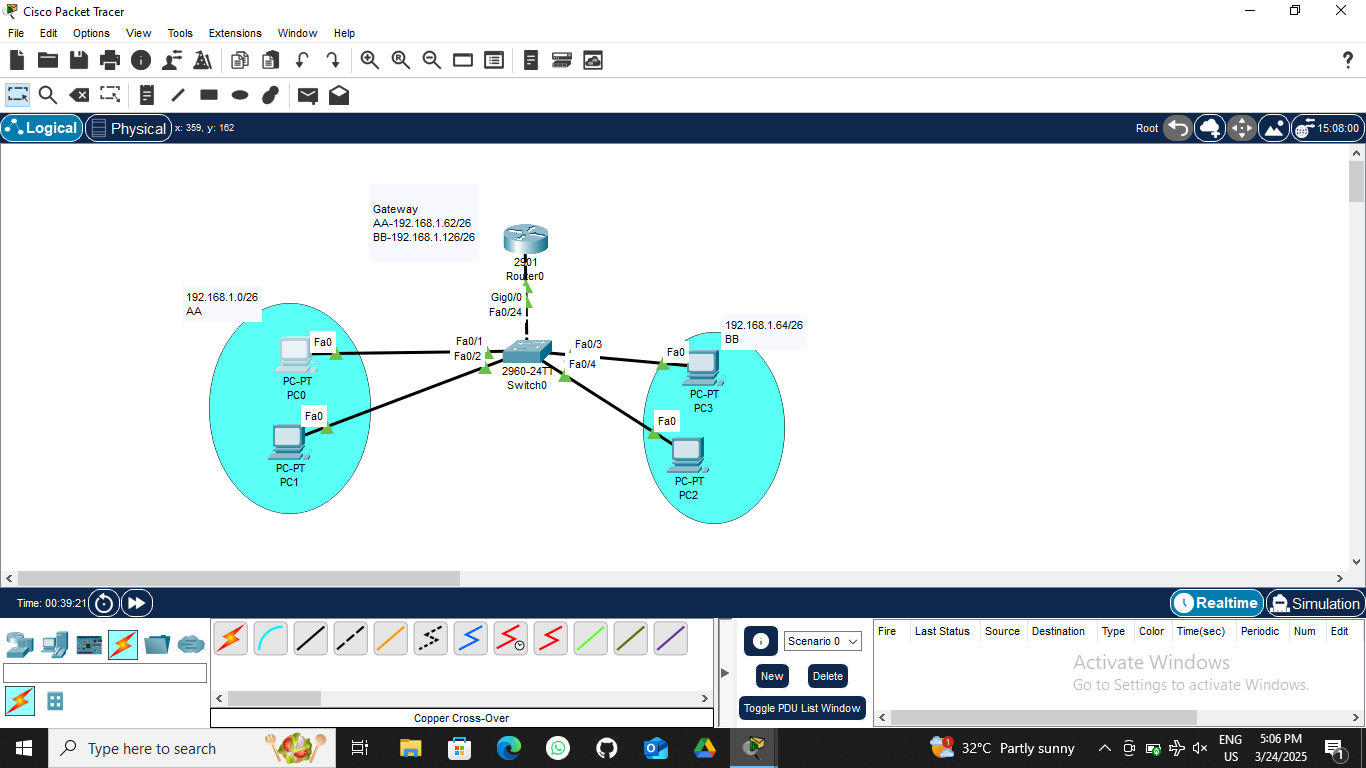 Cisco Packet Tracer
File Edit Options View Tools Extensions Window Help
Logical Physical x: 359, y: 162 Root 15:08:00
Gateway
AA-192.168.1.62/26
BB-192.168.1.126/26
2901
Router0
Gig0/0
Fa0/24
192.168.1.0/26
AA
192.168.1.64/26
BB
Fa0
Fa0/1
Fa0/2
Fa0/3
Fa0/4
Fa0
PC-PT
PC0
2960-24TT
Switch0
PC-PT
PC3
Fa0
Fa0
PC-PT
PC1
PC-PT
PC2
Time: 00:39:21 Realtime Simulation
Scenario 0
New Delete
Toggle PDU List Window
Fire Last Status Source Destination Type Color Time(sec) Periodic Num Edit
Activate Windows
Go to Settings to activate Windows.
Copper Cross-Over
Type here to search
32°C Partly sunny
ENG
US
5:06 PM
3/24/2025
1
1